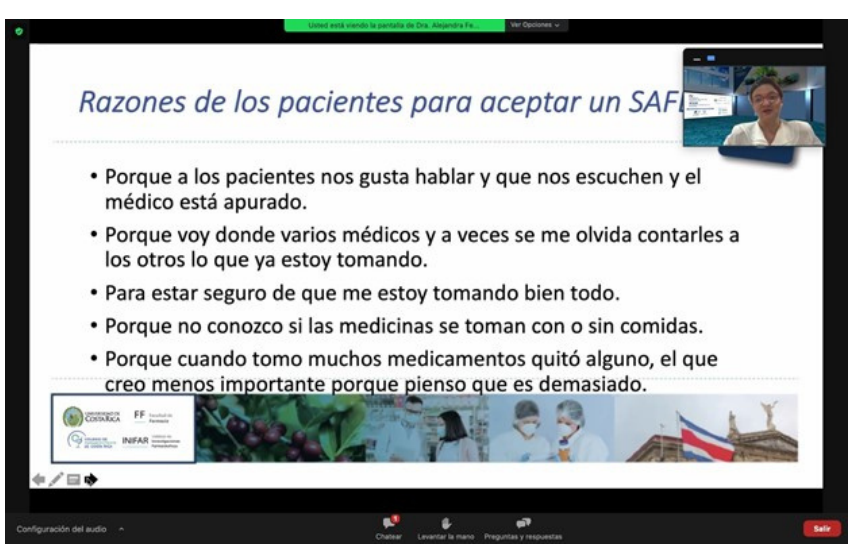 Usted está viendo la pantalla de Dra. Alejandra Fe...
Ver Opciones
Razones de los pacientes para aceptar un SAF
• Porque a los pacientes nos gusta hablar y que nos escuchen y el
médico está apurado.
• Porque voy donde varios médicos y a veces se me olvida contarles a
los otros lo que ya estoy tomando.
• Para estar seguro de que me estoy tomando bien todo.
• Porque no conozco si las medicinas se toman con o sin comidas.
• Porque cuando tomo muchos medicamentos quitó alguno, el que
creo menos importante porque pienso que es demasiado.
UNIVERSIDAD DE
COSTA RICA
FF
Facultad de
Farmacia
INIFAR
Configuración del audio
1
Chatear
Levantar la mano
Preguntas y respuestas
Salir